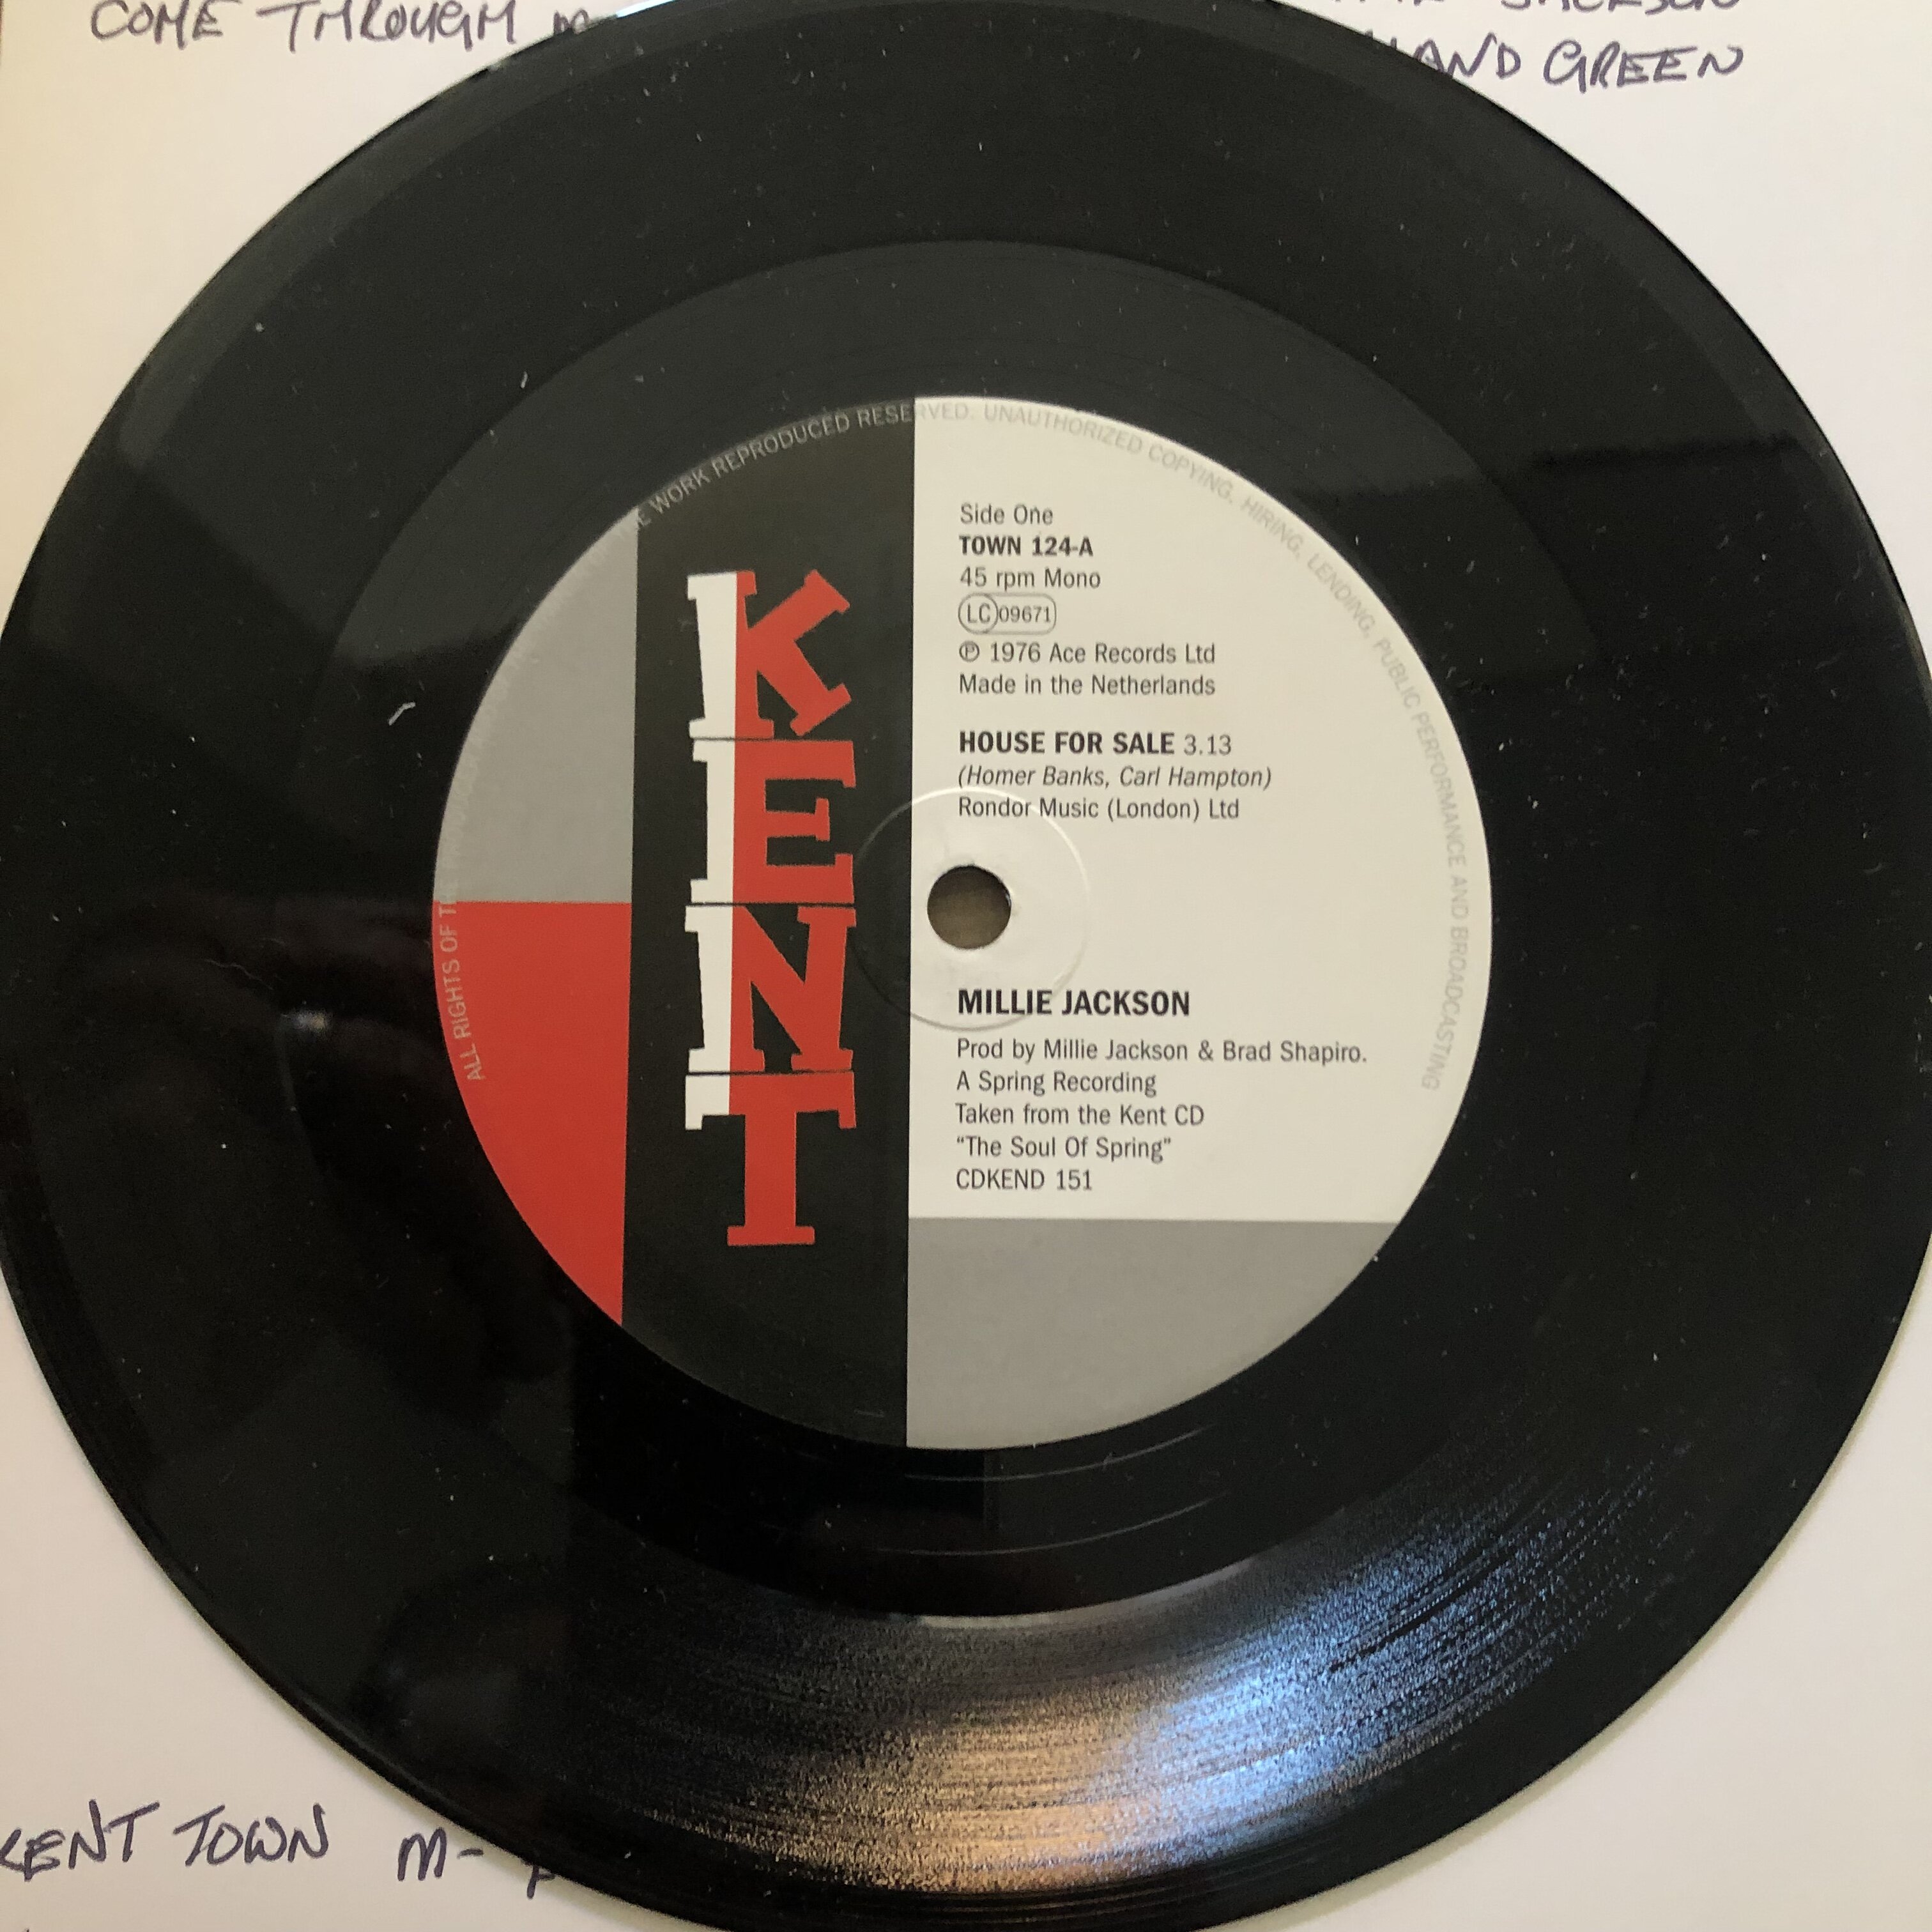 COME THROUGH
JACKSON
AND GREEN
ALL RIGHTS OF
WORK REPRODUCED RESERVED. UNAUTHORIZED COPYING, HIRING, LENDING, PUBLIC PERFORMANCE AND BROADCASTING
KENT
Side One
TOWN 124-A
45 rpm Mono
LC 09671
℗ 1976 Ace Records Ltd
Made in the Netherlands
HOUSE FOR SALE 3.13
(Homer Banks, Carl Hampton)
Rondor Music (London) Ltd
MILLIE JACKSON
Prod by Millie Jackson & Brad Shapiro.
A Spring Recording
Taken from the Kent CD
"The Soul Of Spring"
CDKEND 151
KENT TOWN M-